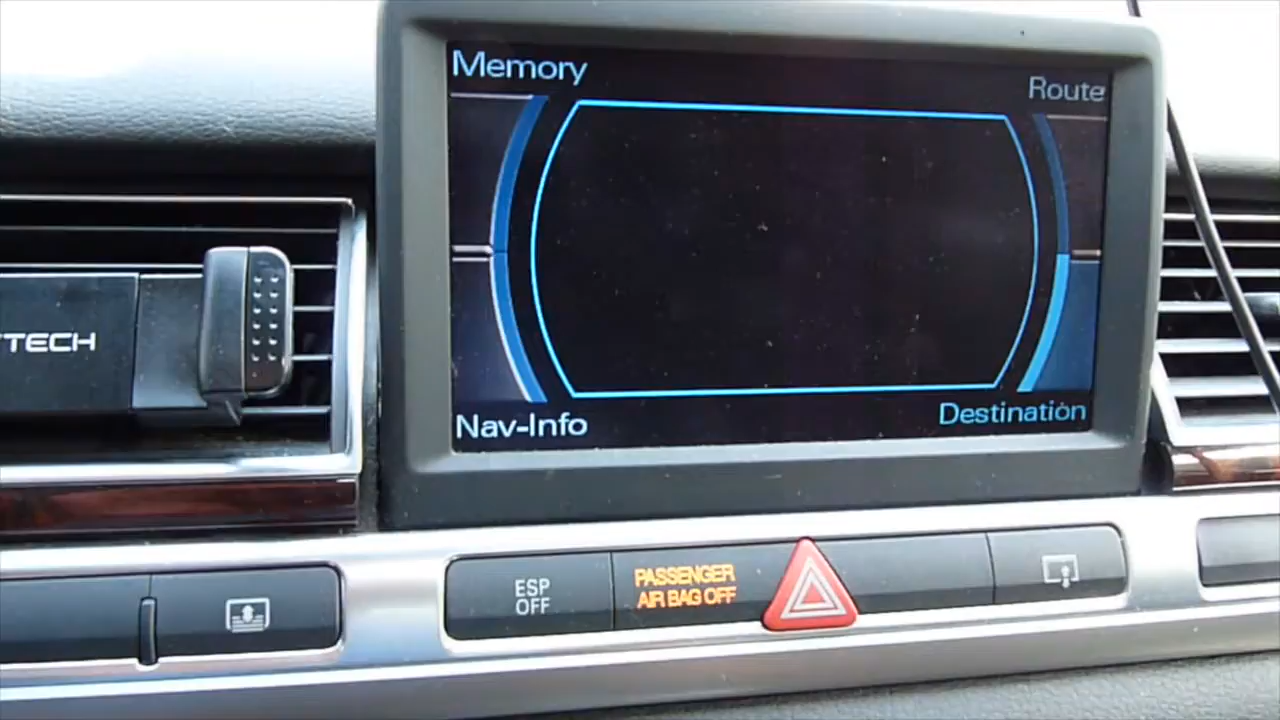 Memory
Route
TECH
Nav-Info
Destination
ESP
OFF
PASSENGER
AIR BAG OFF